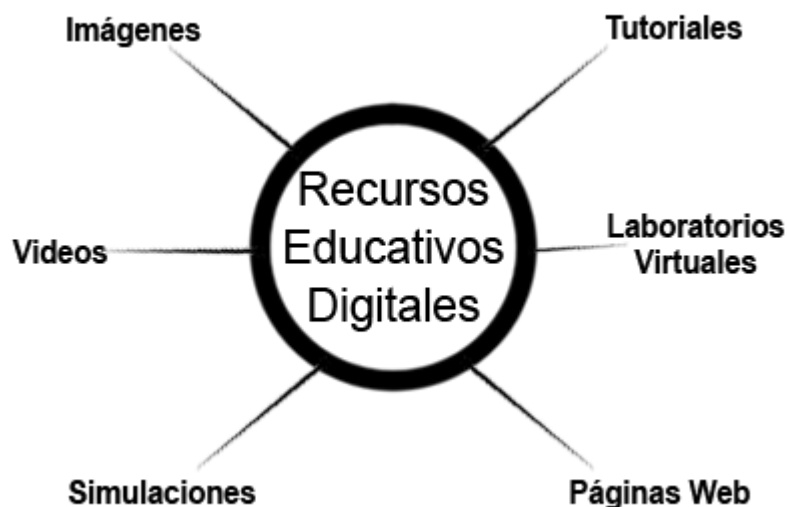 Imágenes
Tutoriales
Recursos
Educativos
Digitales
Videos
Laboratorios
Virtuales
Simulaciones
Páginas Web